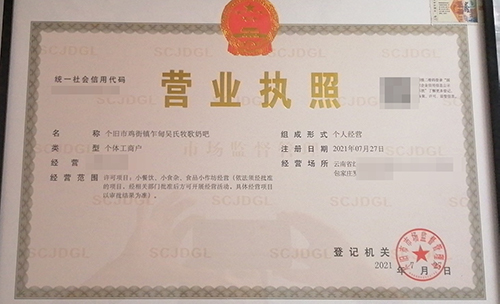 统一社会信用代码
营业执照
名 称 个旧市鸡街镇乍甸吴氏牧歌奶吧
类 型 个体工商户
经 营
经 营 范 围 许可项目：小餐饮、小食杂、食品小作坊经营（依法须经批准
的项目，经相关部门批准后方可开展经营活动，具体经营项目
以审批结果为准）。
组 成 形 式 个人经营
注 册 日 期 2021年07月27日
经 营 场 所 云南省红
包家庄
登 记 机 关
2021 年 7 月 日
SCJDGL
市场监督